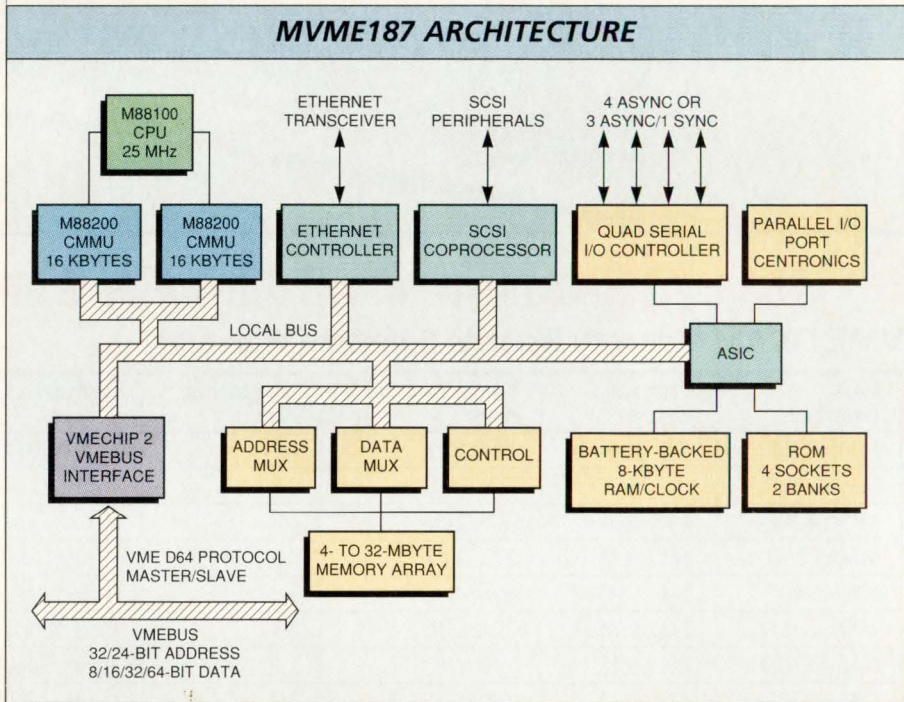 MVME187 ARCHITECTURE
M88100
CPU
25 MHz
ETHERNET
TRANSCEIVER
SCSI
PERIPHERALS
4 ASYNC OR
3 ASYNC/1 SYNC
M88200
CMMU
16 KBYTES
M88200
CMMU
16 KBYTES
ETHERNET
CONTROLLER
SCSI
COPROCESSOR
QUAD SERIAL
I/O CONTROLLER
PARALLEL I/O
PORT
CENTRONICS
LOCAL BUS
ASIC
VMECHIP 2
VMEBUS
INTERFACE
ADDRESS
MUX
DATA
MUX
CONTROL
BATTERY-BACKED
8-KBYTE
RAM/CLOCK
ROM
4 SOCKETS
2 BANKS
4- TO 32-MBYTE
MEMORY ARRAY
VME D64 PROTOCOL
MASTER/SLAVE
VMEBUS
32/24-BIT ADDRESS
8/16/32/64-BIT DATA